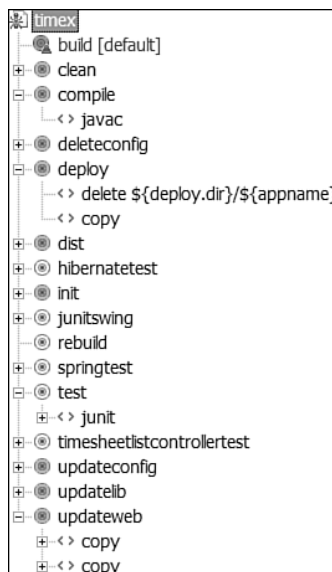 timex
build [default]
clean
compile
<> javac
deleteconfig
deploy
<> delete ${deploy.dir}/${appname}
<> copy
dist
hibernatetest
init
junitswing
rebuild
springtest
test
<> junit
timesheetlistcontrollertest
updateconfig
updatelib
updateweb
<> copy
<> copy